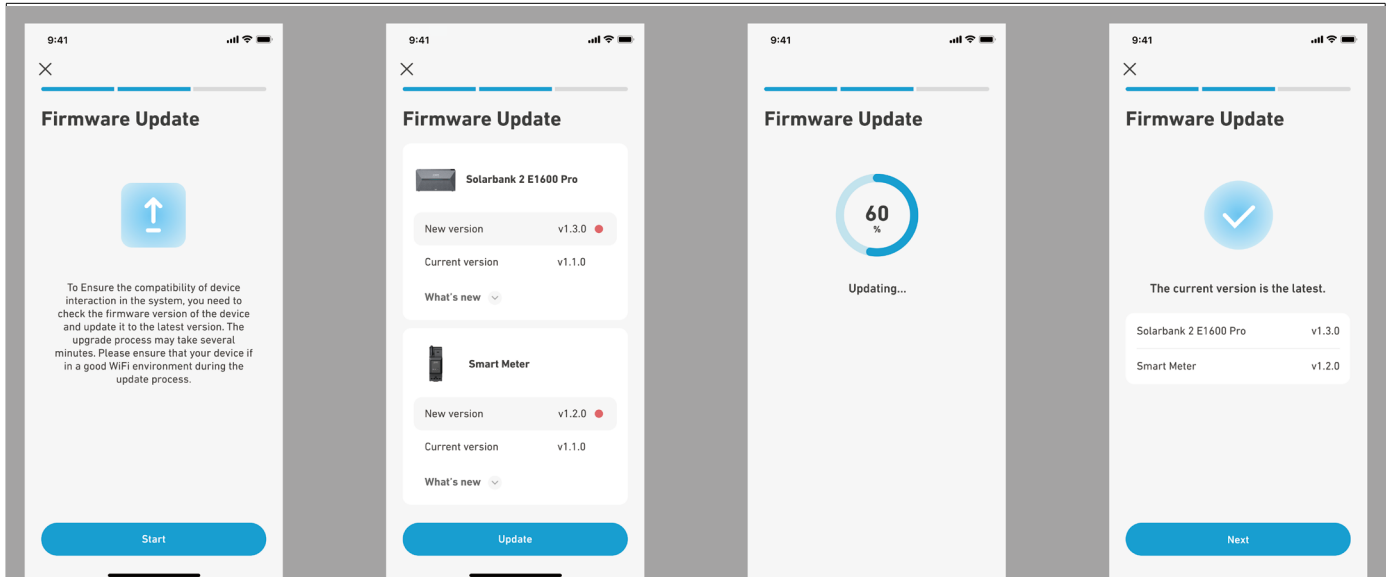 9:41
Firmware Update
To Ensure the compatibility of device
interaction in the system, you need to
check the firmware version of the device
and update it to the latest version. The
upgrade process may take several
minutes. Please ensure that your device if
in a good WiFi environment during the
update process.
Start
9:41
Firmware Update
Solarbank 2 E1600 Pro
New version v1.3.0
Current version v1.1.0
What's new
Smart Meter
New version v1.2.0
Current version v1.1.0
What's new
Update
9:41
Firmware Update
60
%
Updating...
9:41
Firmware Update
The current version is the latest.
Solarbank 2 E1600 Pro v1.3.0
Smart Meter v1.2.0
Next